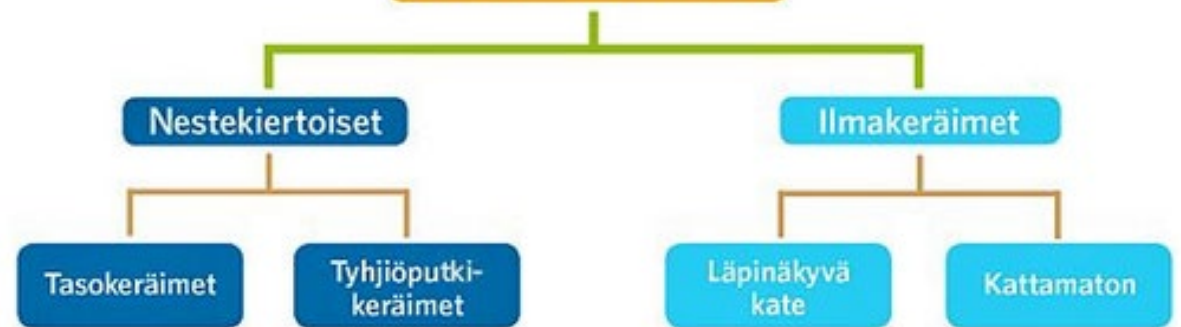 Nestekiertoiset
Ilmakeräimet
Tasokeräimet
Tyhjiöputki-
keräimet
Läpinäkyvä
kate
Kattamaton